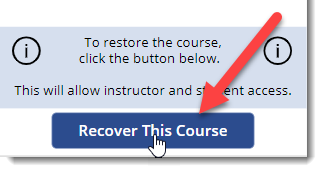 To restore the course,
click the button below.
This will allow instructor and student access.
Recover This Course